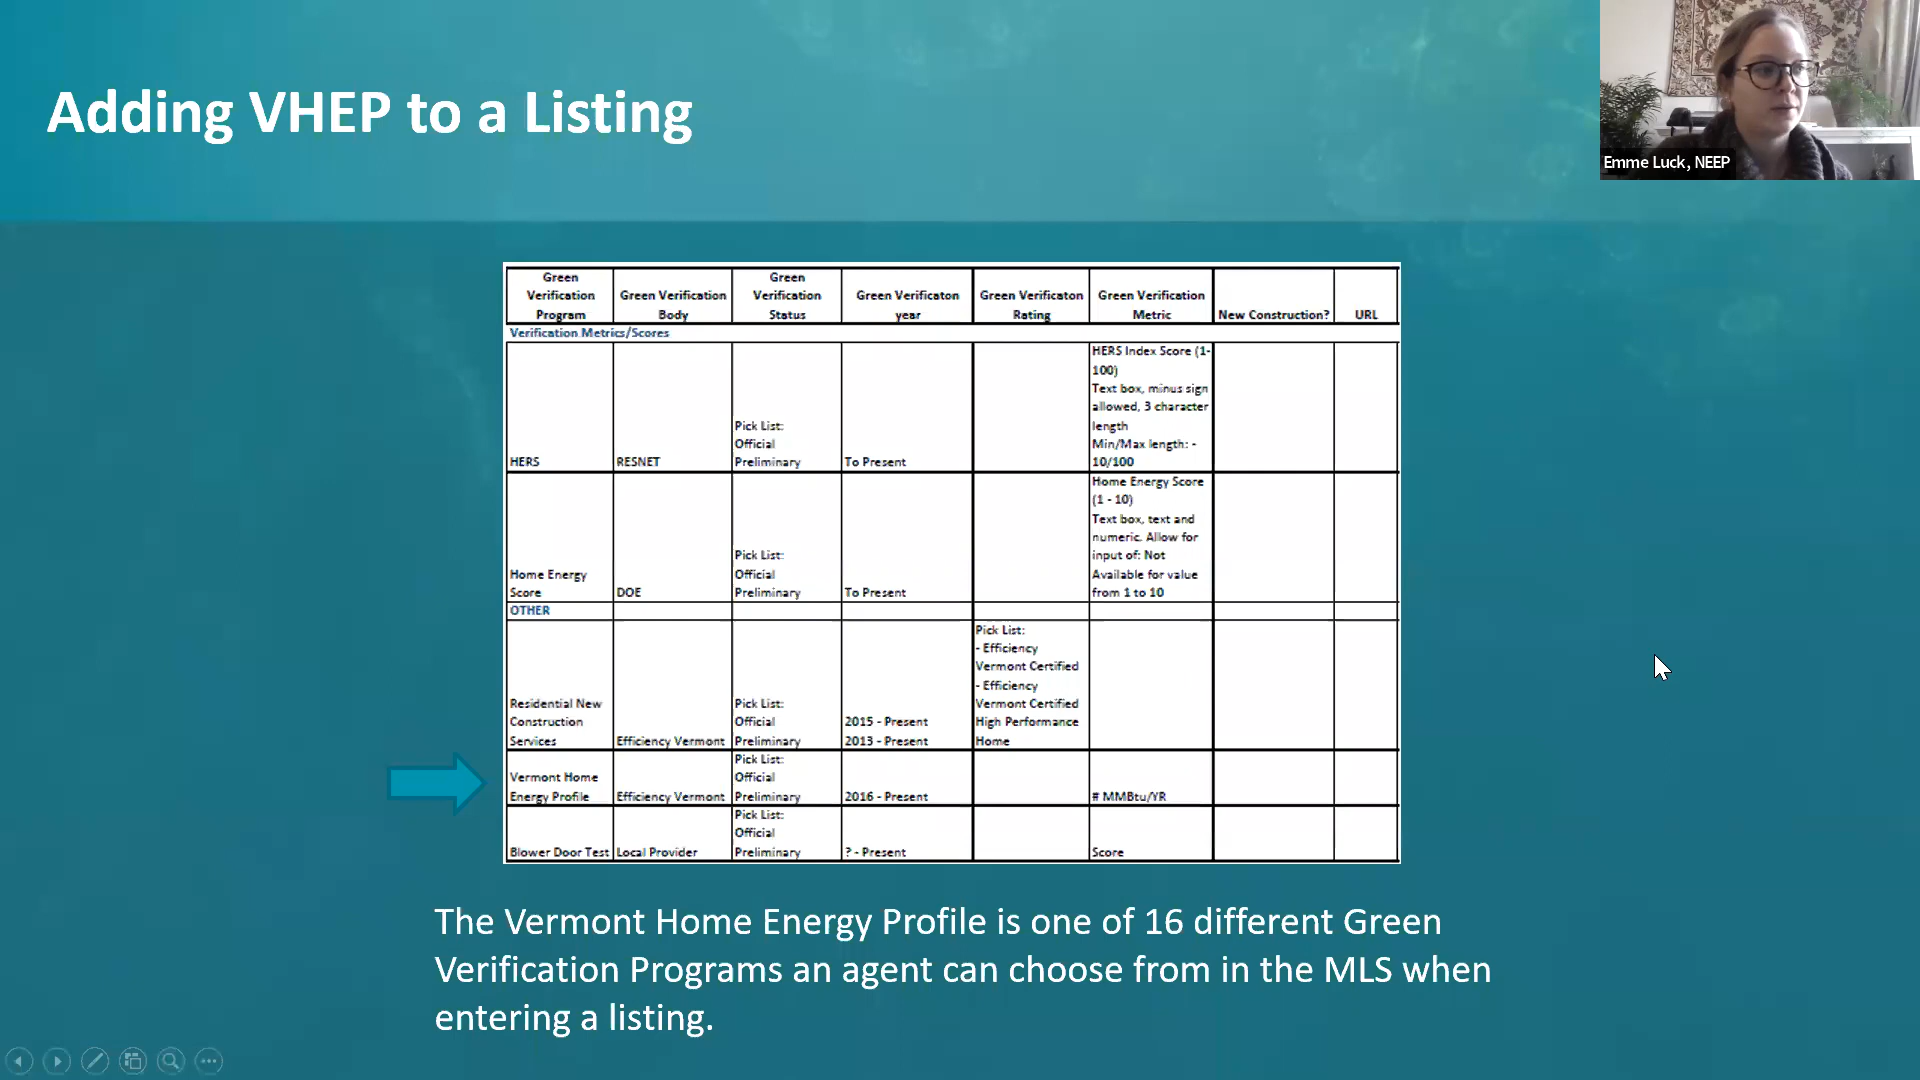 Adding VHEP to a Listing
Emme Luck, NEEP
Green Verification Program
Green Verification Body
Green Verification Status
Green Verificaton year
Green Verificaton Rating
Green Verification Metric
New Construction?
URL
Verification Metrics/Scores
HERS
RESNET
Pick List:
Official
Preliminary
To Present
HERS Index Score (1-
100)
Text box, minus sign
allowed, 3 character
length
Min/Max length: -
10/100
Home Energy
Score
DOE
Pick List:
Official
Preliminary
To Present
Home Energy Score
(1 - 10)
Text box, text and
numeric. Allow for
input of: Not
Available for value
from 1 to 10
OTHER
Residential New
Construction
Services
Efficiency Vermont
Pick List:
Official
Preliminary
2015 - Present
2013 - Present
Pick List:
- Efficiency
Vermont Certified
- Efficiency
Vermont Certified
High Performance
Home
Vermont Home
Energy Profile
Efficiency Vermont
Pick List:
Official
Preliminary
2016 - Present
# MMBtu/YR
Blower Door Test
Local Provider
Pick List:
Official
Preliminary
? - Present
Score
The Vermont Home Energy Profile is one of 16 different Green
Verification Programs an agent can choose from in the MLS when
entering a listing.